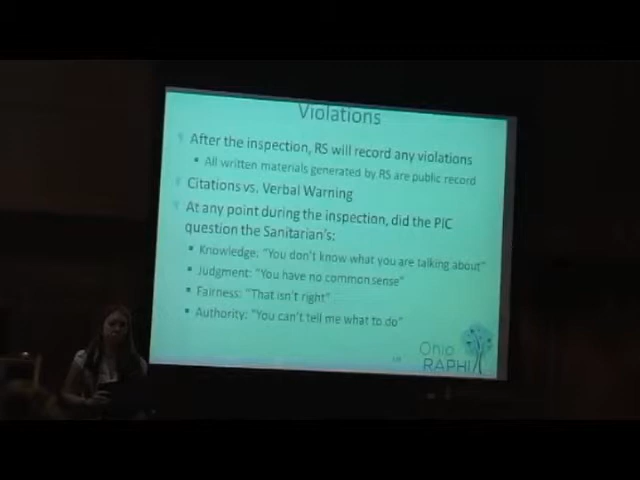 Violations
After the inspection, RS will record any violations
All written materials generated by RS are public record
Citations vs. Verbal Warning
At any point during the inspection, did the PIC
question the Sanitarian's:
Knowledge: "You don't know what you are talking about"
Judgment: "You have no common sense"
Fairness: "That isn't right"
Authority: "You can't tell me what to do"
Ohio
RAPHI